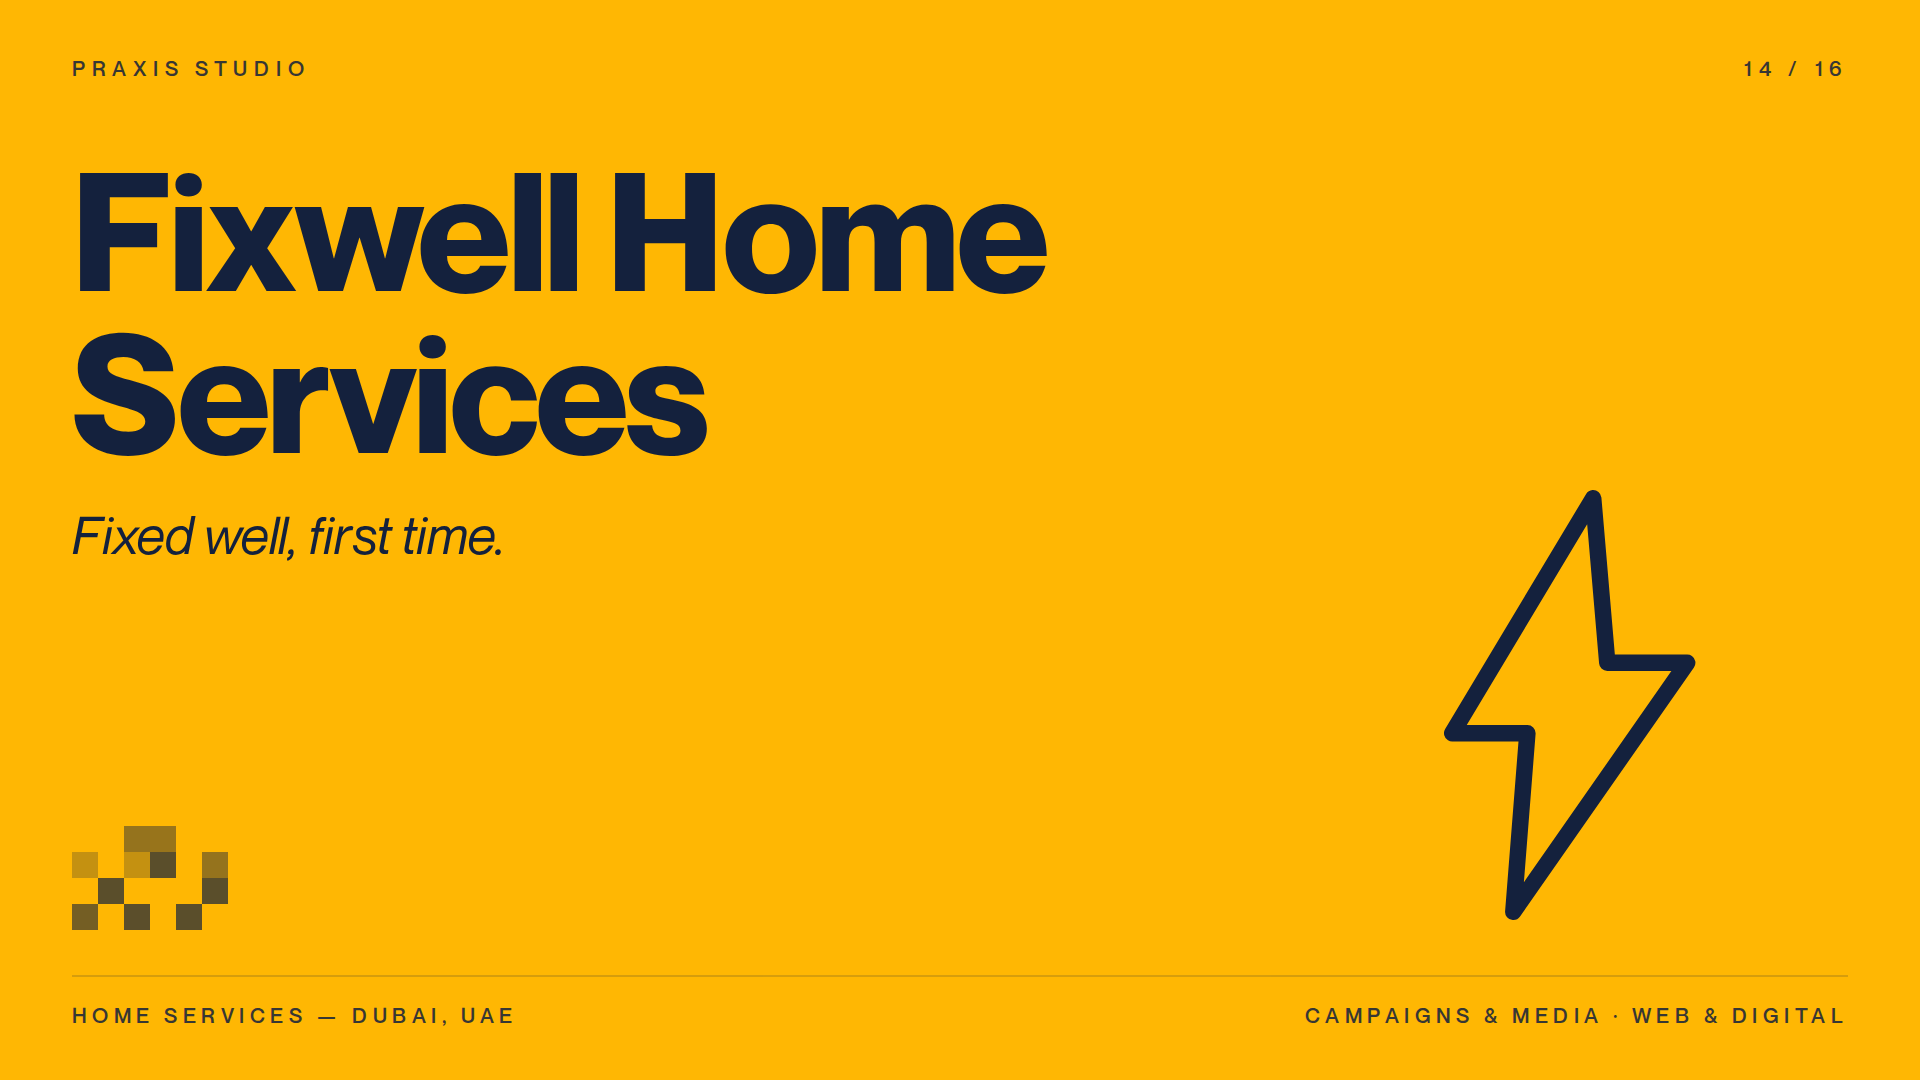 PRAXIS STUDIO
14 / 16
Fixwell Home
Services
Fixed well, first time.
HOME SERVICES — DUBAI, UAE
CAMPAIGNS & MEDIA · WEB & DIGITAL